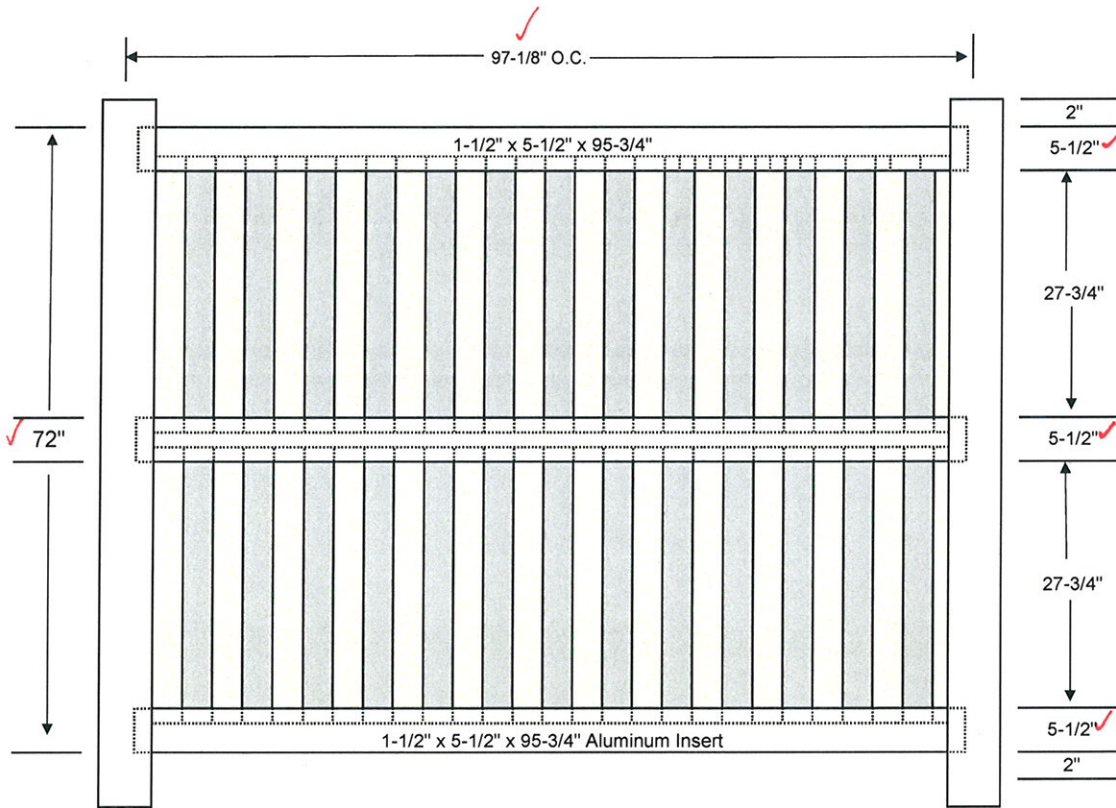 97-1/8" O.C.
2"
1-1/2" x 5-1/2" x 95-3/4"
5-1/2"
27-3/4"
72"
5-1/2"
27-3/4"
5-1/2"
1-1/2" x 5-1/2" x 95-3/4" Aluminum Insert
2"